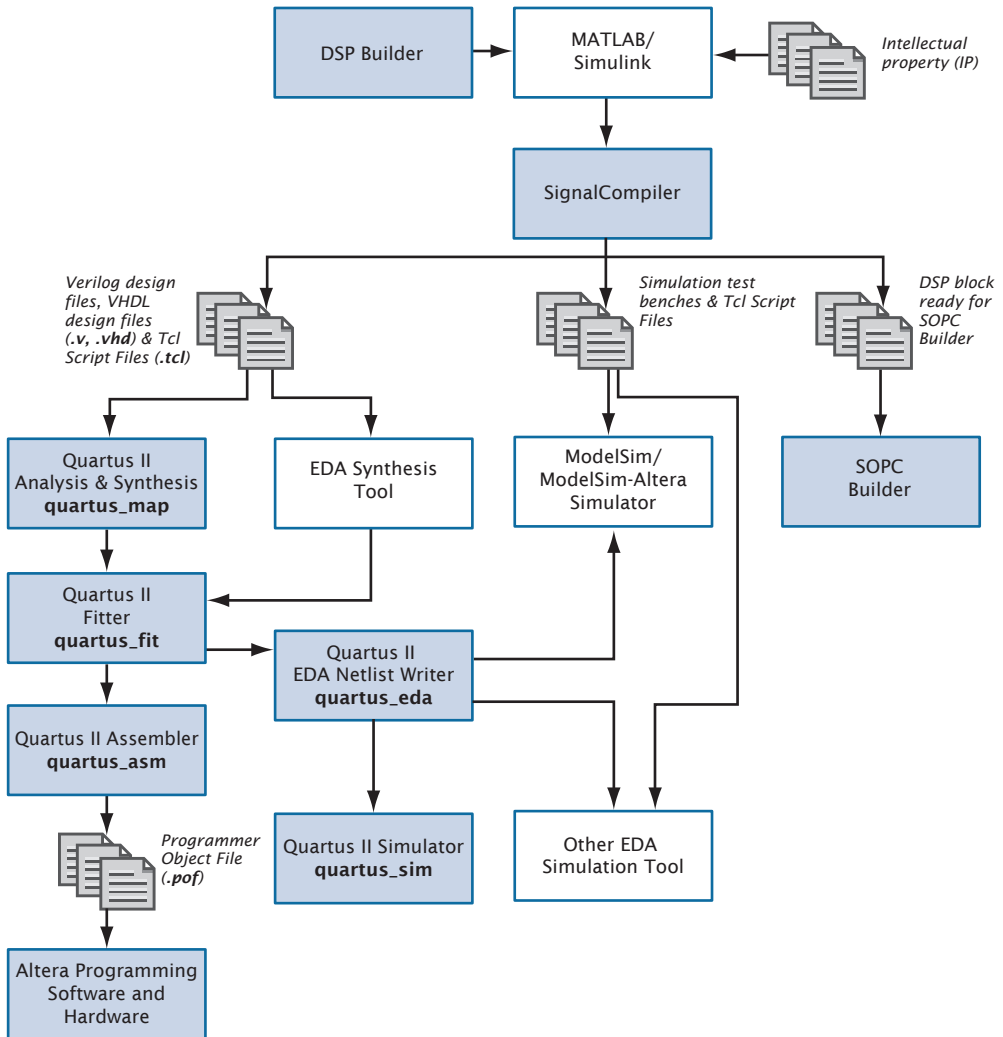 DSP Builder
MATLAB/
Simulink
Intellectual
property (IP)
SignalCompiler
Verilog design
files, VHDL
design files
(.v, .vhd) & Tcl
Script Files (.tcl)
Simulation test
benches & Tcl Script
Files
DSP block
ready for
SOPC
Builder
Quartus II
Analysis & Synthesis
quartus_map
EDA Synthesis
Tool
ModelSim/
ModelSim-Altera
Simulator
SOPC
Builder
Quartus II
Fitter
quartus_fit
Quartus II
EDA Netlist Writer
quartus_eda
Quartus II Assembler
quartus_asm
Programmer
Object File
(.pof)
Quartus II Simulator
quartus_sim
Other EDA
Simulation Tool
Altera Programming
Software and
Hardware